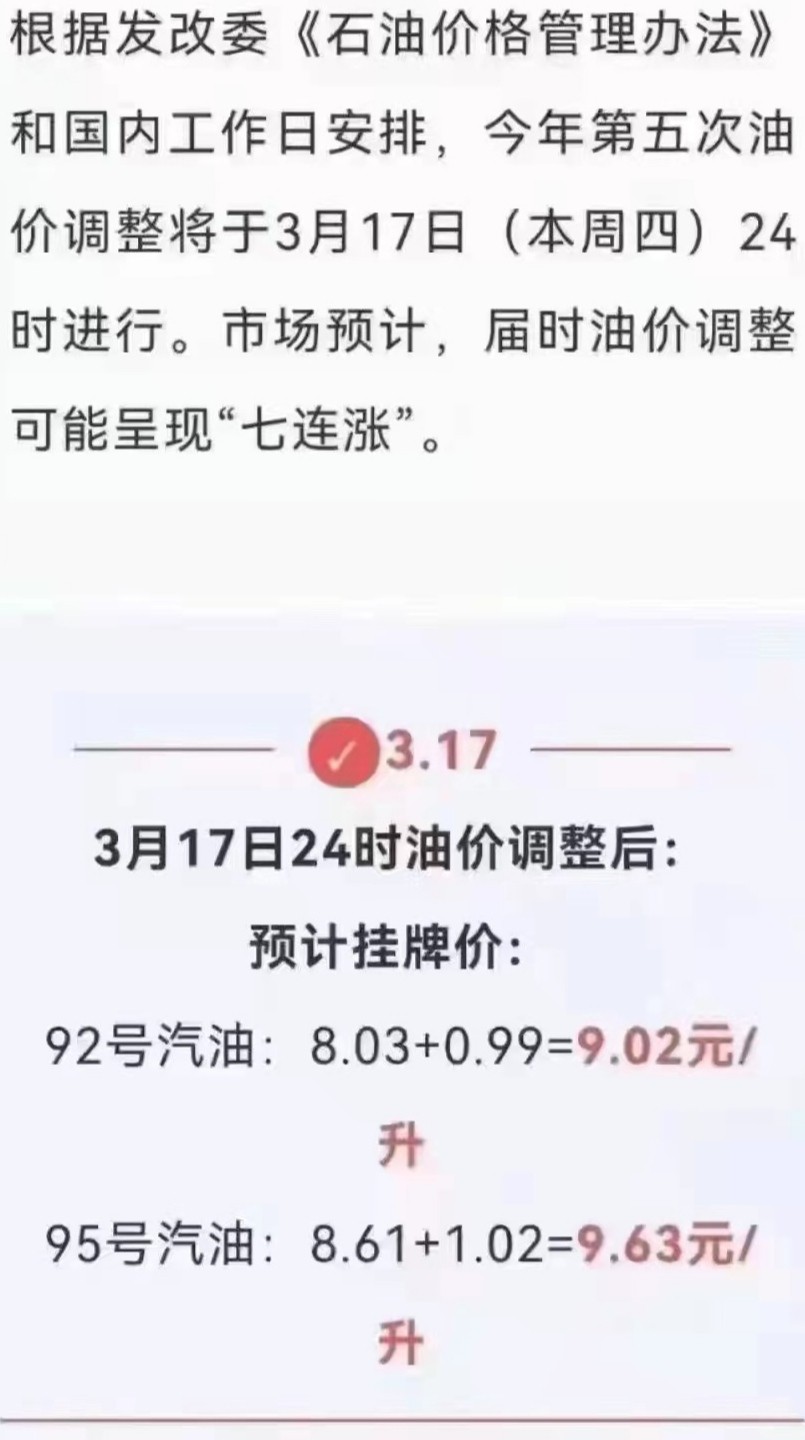 根据发改委《石油价格管理办法》
和国内工作日安排，今年第五次油
价调整将于3月17日（本周四）24
时进行。市场预计，届时油价调整
可能呈现“七连涨”。
3.17
3月17日24时油价调整后：
预计挂牌价：
92号汽油：8.03+0.99=9.02元/
升
95号汽油：8.61+1.02=9.63元/
升